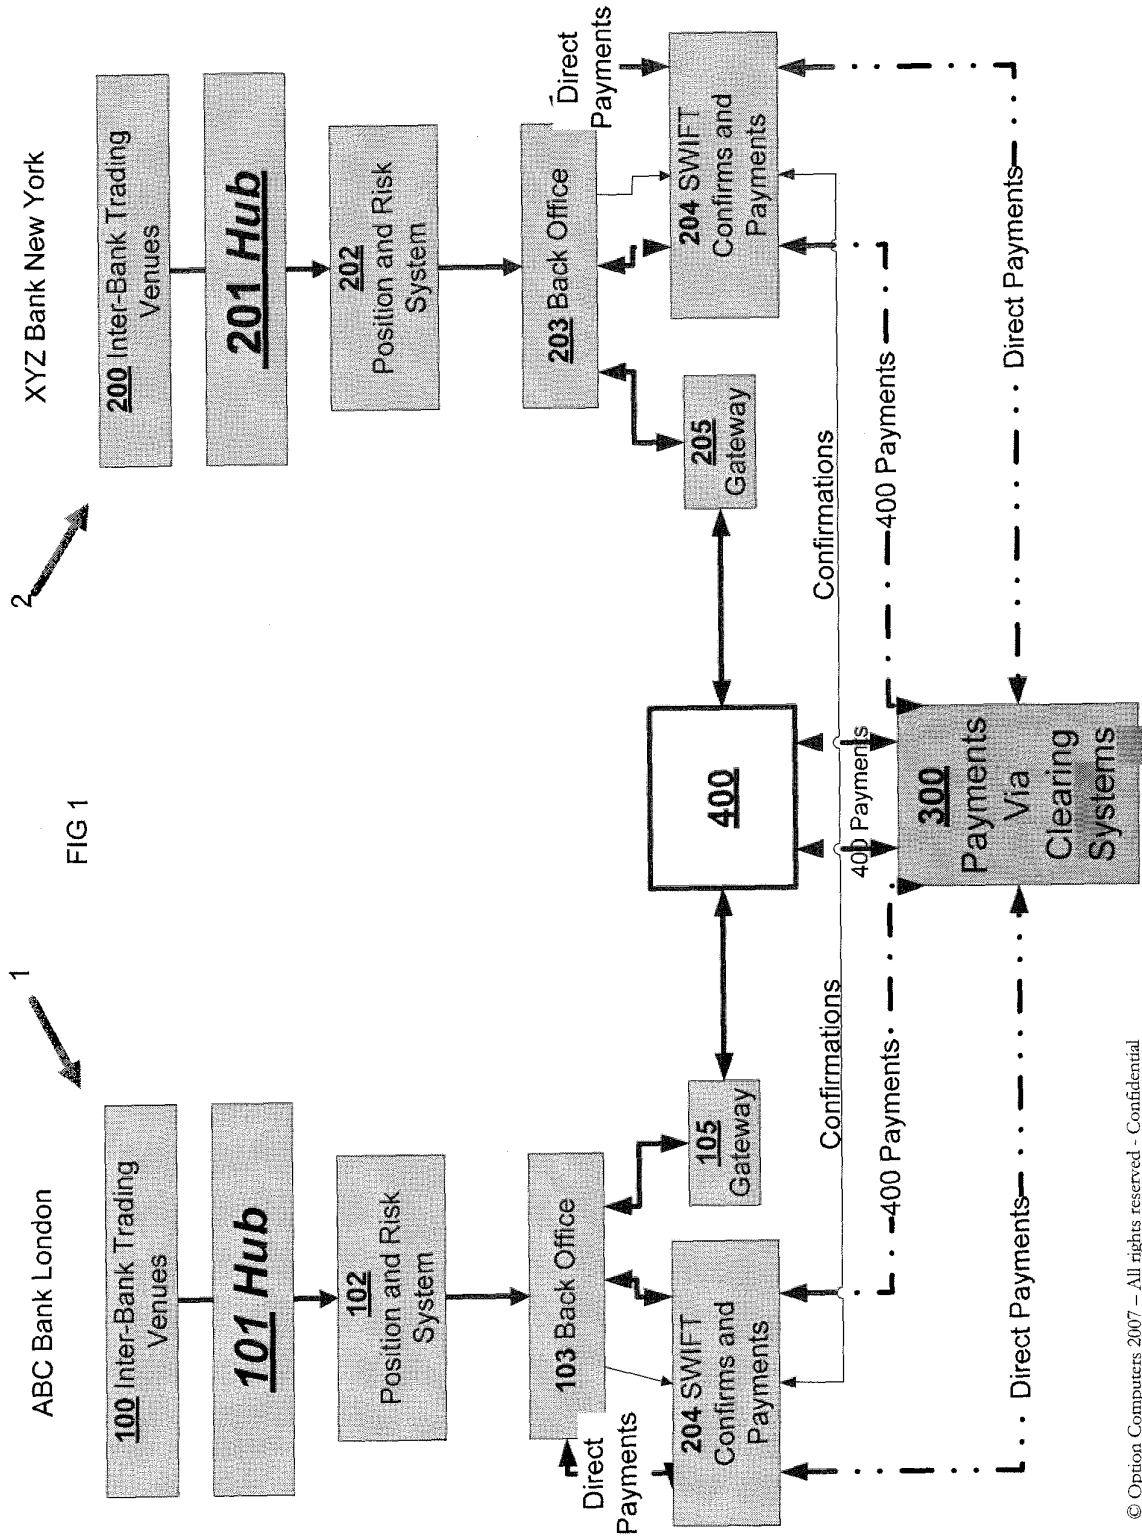 FIG 1
ABC Bank London
1
100 Inter-Bank Trading
Venues
101 Hub
102
Position and Risk
System
103 Back Office
Direct
Payments
204 SWIFT
Confirms and
Payments
105
Gateway
400
XYZ Bank New York
2
200 Inter-Bank Trading
Venues
201 Hub
202
Position and Risk
System
203 Back Office
Direct
Payments
204 SWIFT
Confirms and
Payments
205
Gateway
Confirmations
Confirmations
400 Payments
400 Payments
400 Payments
Direct Payments
Direct Payments
300
Payments
Via
Clearing
Systems
© Option Computers 2007 – All rights reserved - Confidential